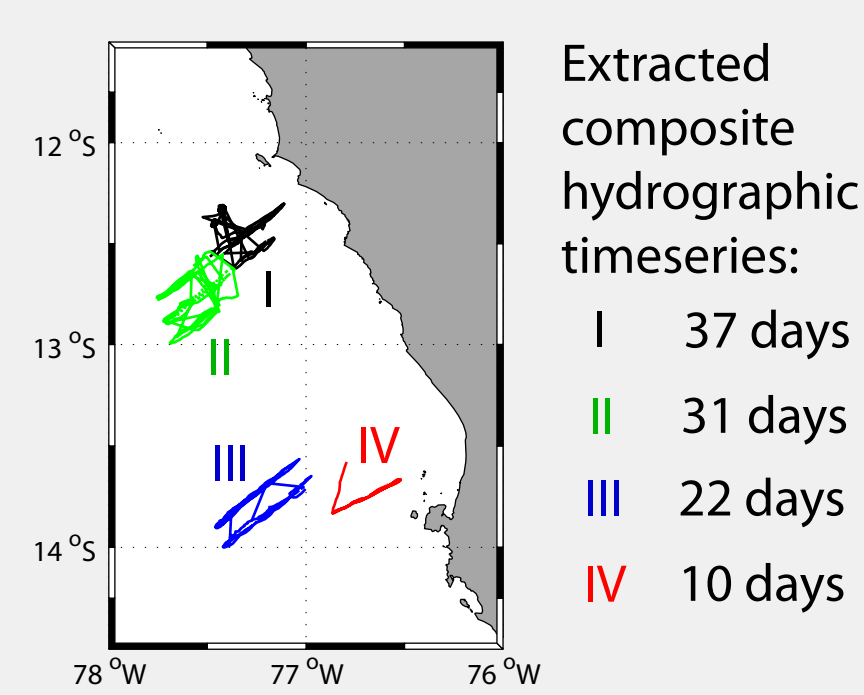 Extracted
composite
hydrographic
timeseries:
I 37 days
II 31 days
III 22 days
IV 10 days
12 °S
13 °S
14 °S
78 °W
77 °W
76 °W
I
II
III
IV